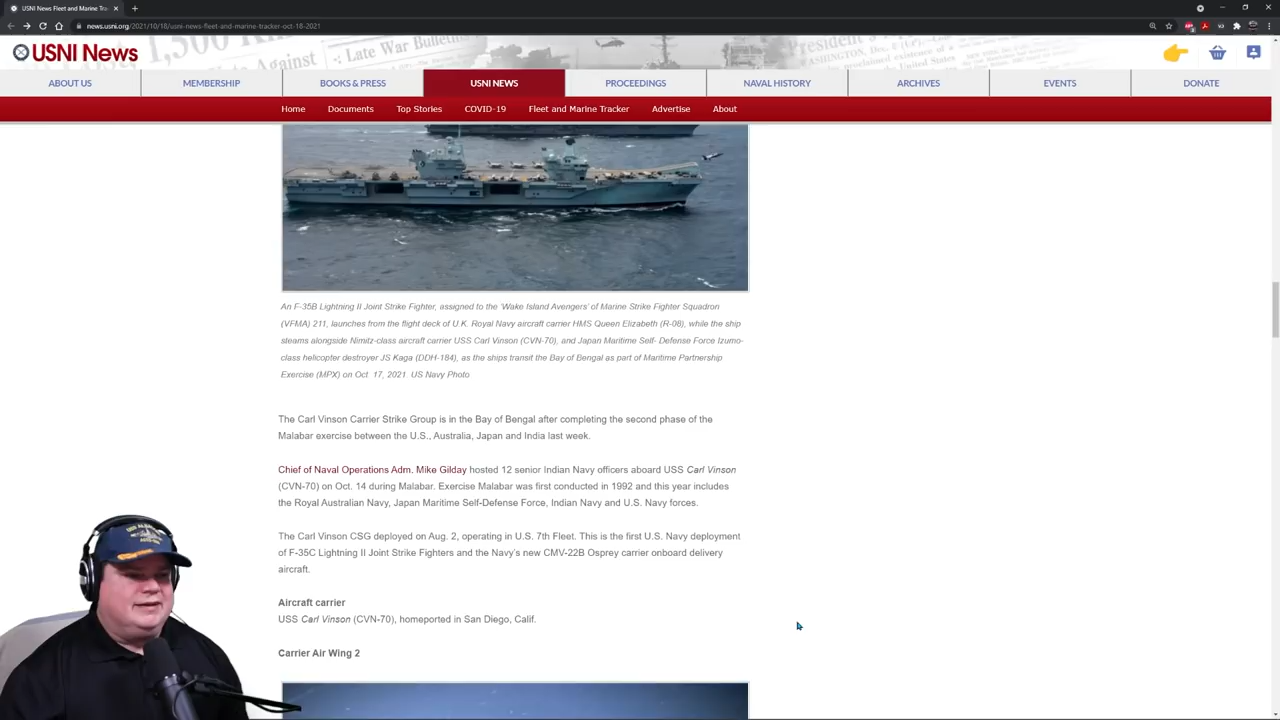 USNI News Fleet and Marine Tra
news.usni.org/2021/10/18/usni-news-fleet-and-marine-tracker-oct-18-2021
USNI News
ABOUT US
MEMBERSHIP
BOOKS & PRESS
USNI NEWS
PROCEEDINGS
NAVAL HISTORY
ARCHIVES
EVENTS
DONATE
Home
Documents
Top Stories
COVID-19
Fleet and Marine Tracker
Advertise
About
An F-35B Lightning II Joint Strike Fighter, assigned to the 'Wake Island Avengers' of Marine Strike Fighter Squadron
(VFMA) 211, launches from the flight deck of U.K. Royal Navy aircraft carrier HMS Queen Elizabeth (R-08), while the ship
steams alongside Nimitz-class aircraft carrier USS Carl Vinson (CVN-70), and Japan Maritime Self- Defense Force Izumo-
class helicopter destroyer JS Kaga (DDH-184), as the ships transit the Bay of Bengal as part of Maritime Partnership
Exercise (MPX) on Oct. 17, 2021. US Navy Photo
The Carl Vinson Carrier Strike Group is in the Bay of Bengal after completing the second phase of the
Malabar exercise between the U.S., Australia, Japan and India last week.
Chief of Naval Operations Adm. Mike Gilday hosted 12 senior Indian Navy officers aboard USS Carl Vinson
(CVN-70) on Oct. 14 during Malabar. Exercise Malabar was first conducted in 1992 and this year includes
the Royal Australian Navy, Japan Maritime Self-Defense Force, Indian Navy and U.S. Navy forces.
The Carl Vinson CSG deployed on Aug. 2, operating in U.S. 7th Fleet. This is the first U.S. Navy deployment
of F-35C Lightning II Joint Strike Fighters and the Navy's new CMV-22B Osprey carrier onboard delivery
aircraft.
Aircraft carrier
USS Carl Vinson (CVN-70), homeported in San Diego, Calif.
Carrier Air Wing 2